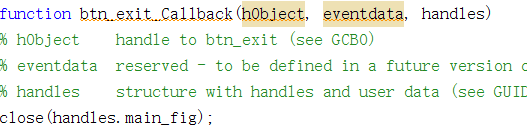 function btn_exit_Callback(hObject, eventdata, handles)
% hObject    handle to btn_exit (see GCBO)
% eventdata  reserved - to be defined in a future version
% handles    structure with handles and user data (see GUID
close(handles.main_fig);